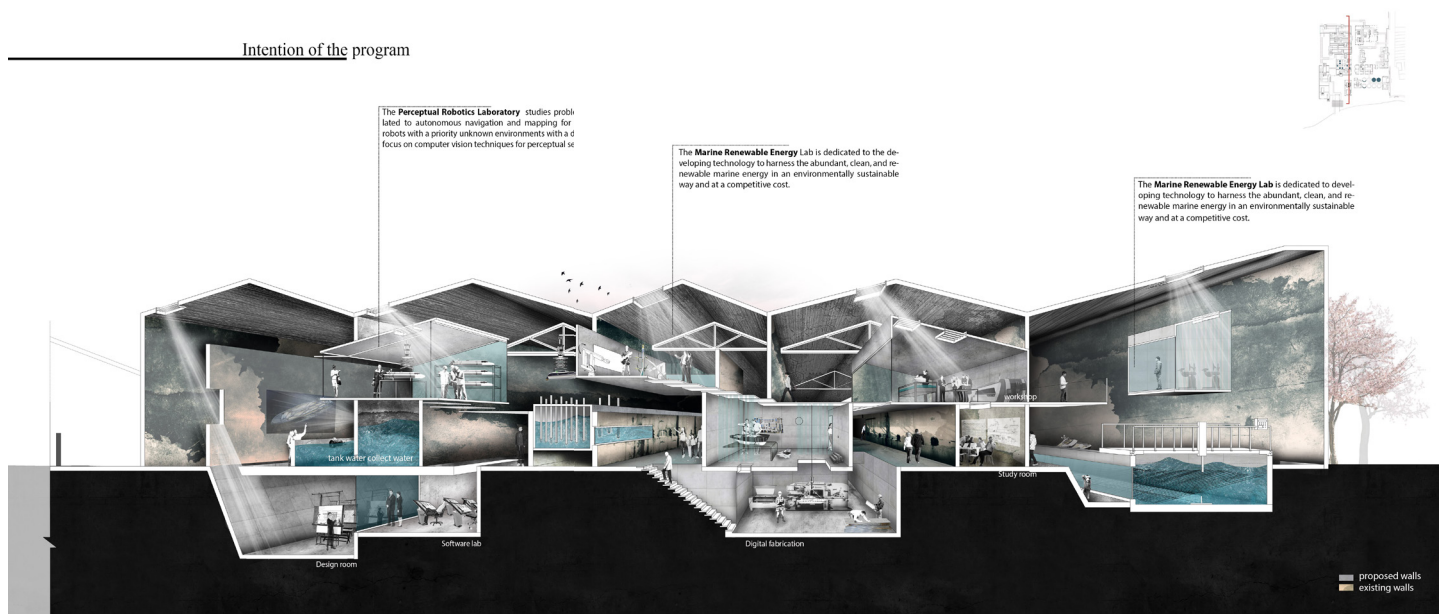 Intention of the program
The Perceptual Robotics Laboratory studies proble
lated to autonomous navigation and mapping for
robots with a priority unknown environments with a d
focus on computer vision techniques for perceptual se
The Marine Renewable Energy Lab is dedicated to the de-
veloping technology to harness the abundant, clean, and re-
newable marine energy in an environmentally sustainable
way and at a competitive cost.
The Marine Renewable Energy Lab is dedicated to devel-
oping technology to harness the abundant, clean, and re-
newable marine energy in an environmentally sustainable
way and at a competitive cost.
workshop
tank water collect water
Study room
Software lab
Digital fabrication
Design room
proposed walls
existing walls